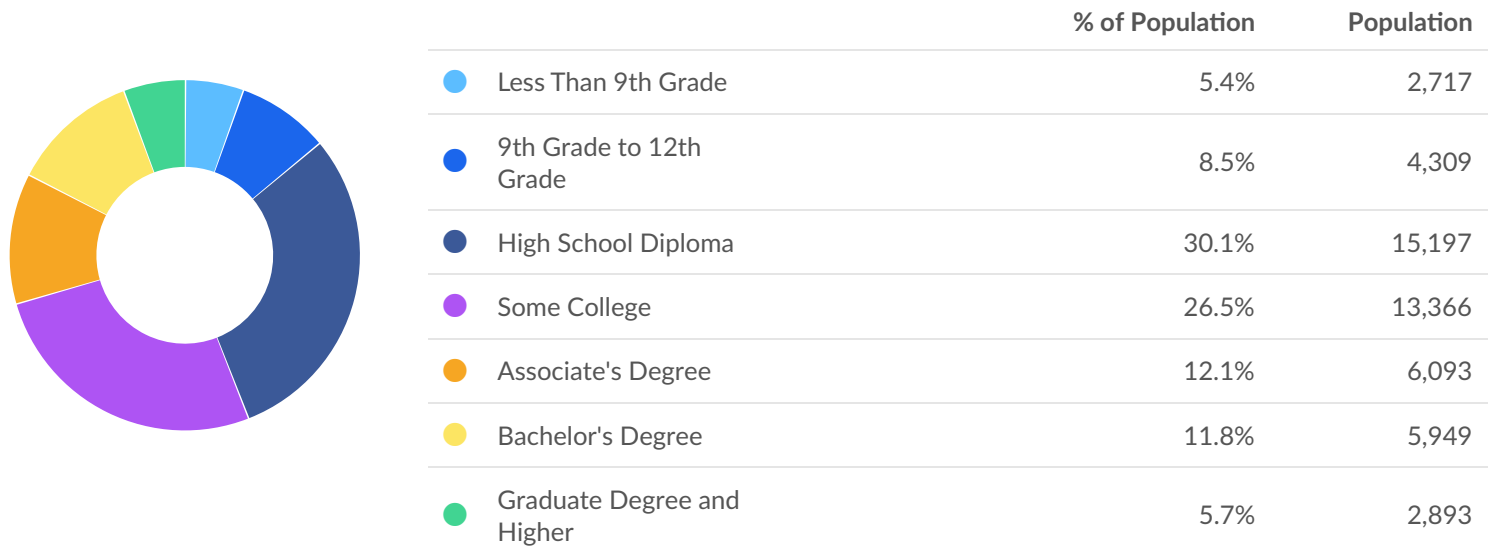 % of Population Population
Less Than 9th Grade 5.4% 2,717
9th Grade to 12th
Grade 8.5% 4,309
High School Diploma 30.1% 15,197
Some College 26.5% 13,366
Associate's Degree 12.1% 6,093
Bachelor's Degree 11.8% 5,949
Graduate Degree and
Higher 5.7% 2,893